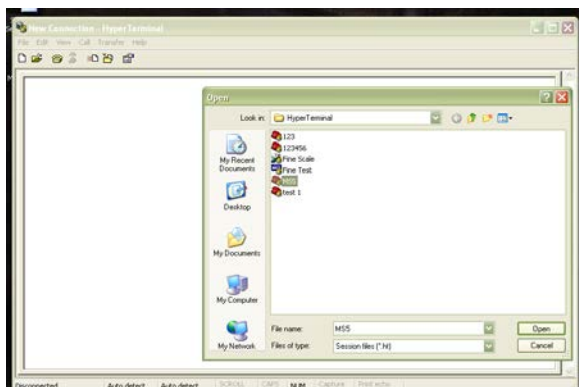 New Connection - HyperTerminal
File Edit View Call Transfer Help
Open
Look in: HyperTerminal
My Recent Documents
Desktop
My Documents
My Computer
My Network
123
123456
Fine Scale
Fine Test
MS5
test 1
File name: MS5
Open
Files of type: Session files (*.ht)
Cancel
Disconnected Auto detect Auto detect SCROLL CAPS NUM Capture Print echo